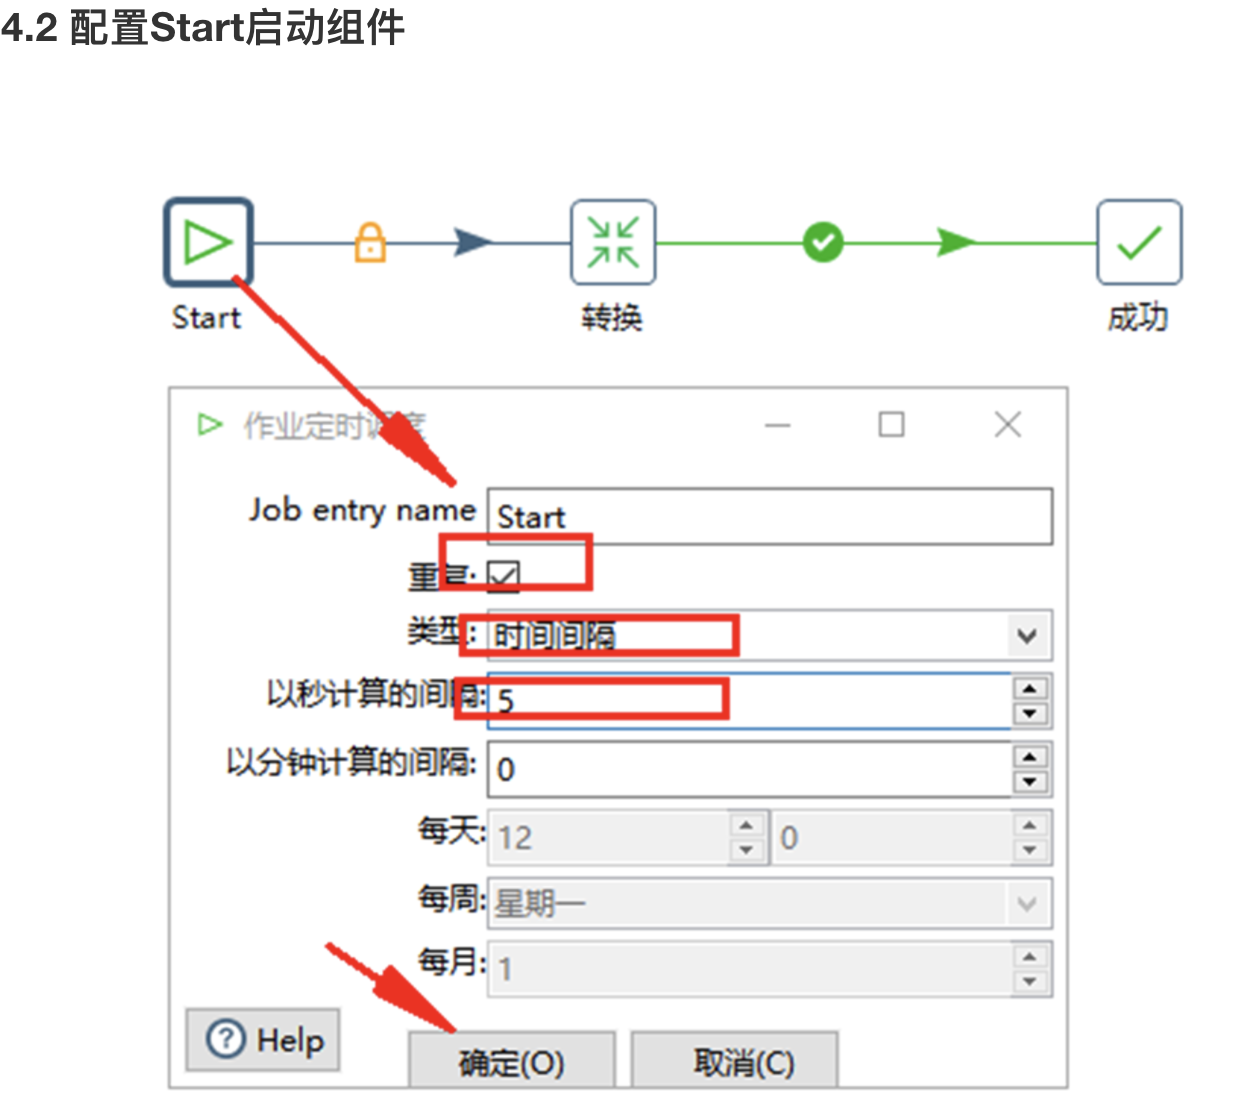 4.2 配置Start启动组件
Start
转换
成功
作业定时调度
Job entry name
Start
重复:
类型:
时间间隔
以秒计算的间隔:
5
以分钟计算的间隔:
0
每天:
12
0
每周:
星期一
每月:
1
Help
确定(O)
取消(C)